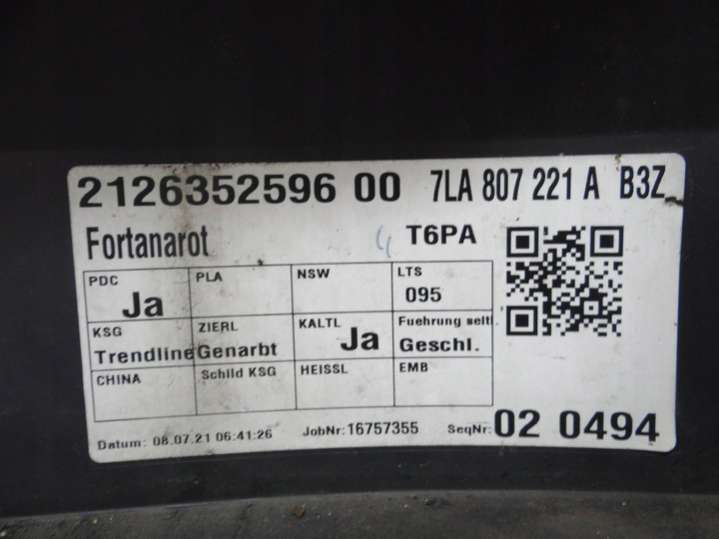 2126352596 00 7LA 807 221 A B3Z
Fortanarot 4 T6PA
PDC Ja PLA NSW LTS 095
KSG Trendline ZIERL Genarbt KALTL Ja Fuehrung seitl. Geschl.
CHINA Schild KSG HEISSL EMB
Datum: 08.07.21 06:41:26 JobNr:16757355 SeqNr: 02 0494